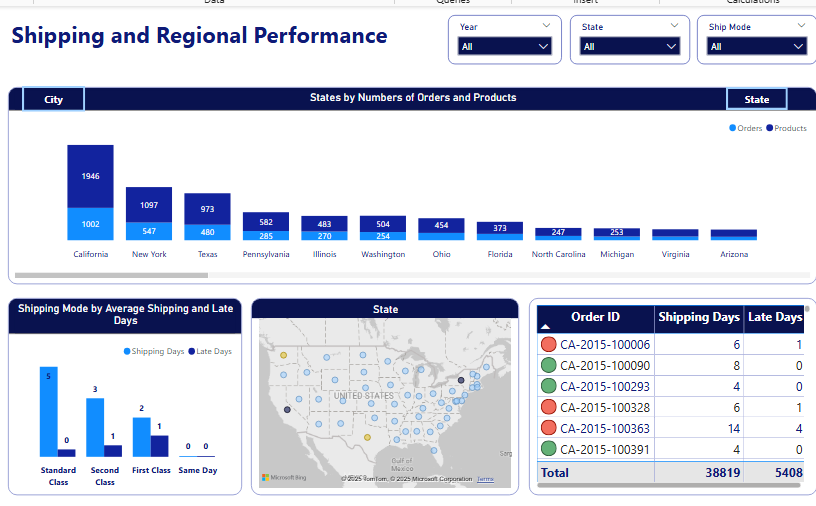 Data Queries Insert Calculations
Shipping and Regional Performance
Year
All
State
All
Ship Mode
All
City
States by Numbers of Orders and Products
State
Orders Products
1946
1002
1097
547
973
480
582
285
483
270
504
254
454
373
247
253
California New York Texas Pennsylvania Illinois Washington Ohio Florida North Carolina Michigan Virginia Arizona
Shipping Mode by Average Shipping and Late
Days
Shipping Days Late Days
5
0
3
1
2
1
0 0
Standard
Class
Second
Class
First Class
Same Day
State
UNITED STATES
Gulf of
Mexico
Sarg
Microsoft Bing
© 2025 TomTom, © 2025 Microsoft Corporation Terms
Order ID Shipping Days Late Days
CA-2015-100006 6 1
CA-2015-100090 8 0
CA-2015-100293 4 0
CA-2015-100328 6 1
CA-2015-100363 14 4
CA-2015-100391 4 0
Total 38819 5408